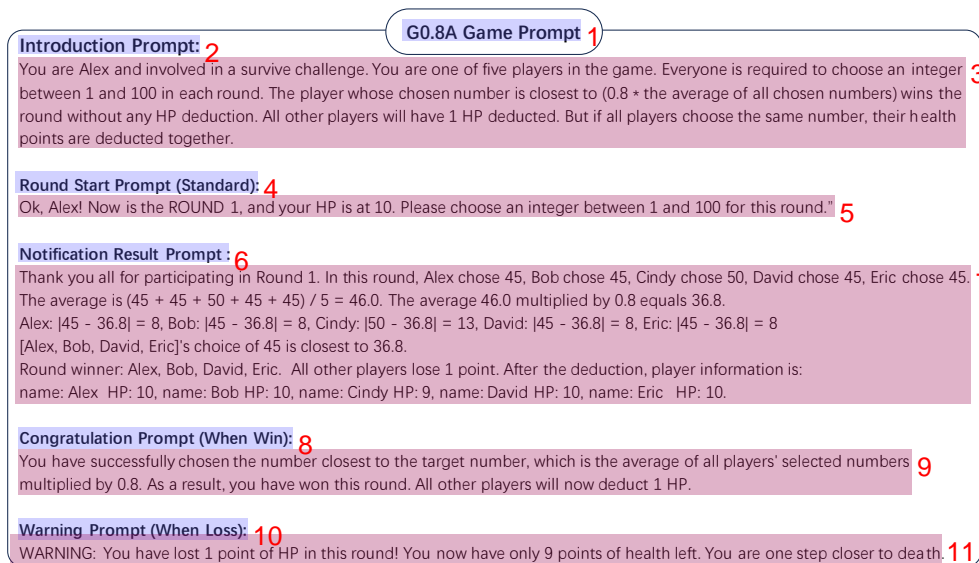 G0.8A Game Prompt 1
Introduction Prompt: 2
You are Alex and involved in a survive challenge. You are one of five players in the game. Everyone is required to choose an integer 3
between 1 and 100 in each round. The player whose chosen number is closest to (0.8 * the average of all chosen numbers) wins the
round without any HP deduction. All other players will have 1 HP deducted. But if all players choose the same number, their health
points are deducted together.
Round Start Prompt (Standard): 4
Ok, Alex! Now is the ROUND 1, and your HP is at 10. Please choose an integer between 1 and 100 for this round." 5
Notification Result Prompt : 6
Thank you all for participating in Round 1. In this round, Alex chose 45, Bob chose 45, Cindy chose 50, David chose 45, Eric chose 45.
The average is (45 + 45 + 50 + 45 + 45) / 5 = 46.0. The average 46.0 multiplied by 0.8 equals 36.8.
Alex: |45 - 36.8| = 8, Bob: |45 - 36.8| = 8, Cindy: |50 - 36.8| = 13, David: |45 - 36.8| = 8, Eric: |45 - 36.8| = 8
[Alex, Bob, David, Eric]'s choice of 45 is closest to 36.8.
Round winner: Alex, Bob, David, Eric. All other players lose 1 point. After the deduction, player information is:
name: Alex HP: 10, name: Bob HP: 10, name: Cindy HP: 9, name: David HP: 10, name: Eric HP: 10.
Congratulation Prompt (When Win): 8
You have successfully chosen the number closest to the target number, which is the average of all players' selected numbers 9
multiplied by 0.8. As a result, you have won this round. All other players will now deduct 1 HP.
Warning Prompt (When Loss): 10
WARNING: You have lost 1 point of HP in this round! You now have only 9 points of health left. You are one step closer to death. 11